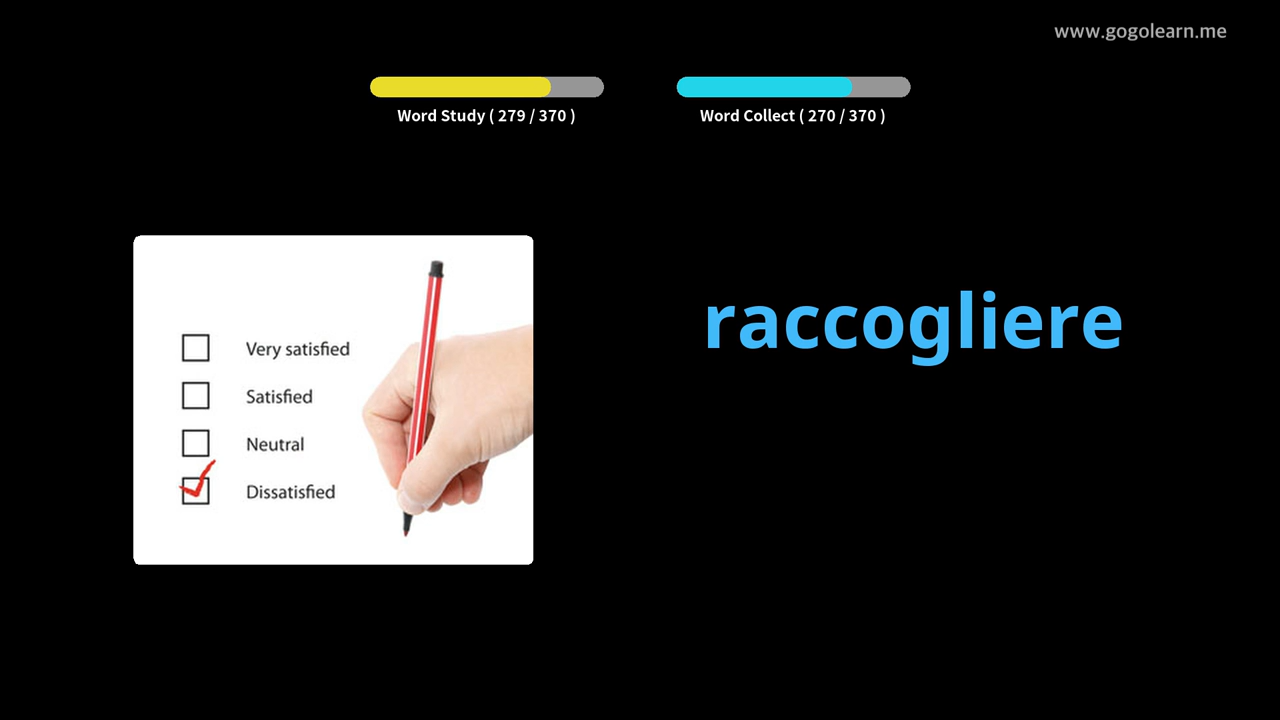 www.gogolearn.me
Word Study ( 279 / 370 )
Word Collect ( 270 / 370 )
raccogliere
Very satisfied
Satisfied
Neutral
Dissatisfied